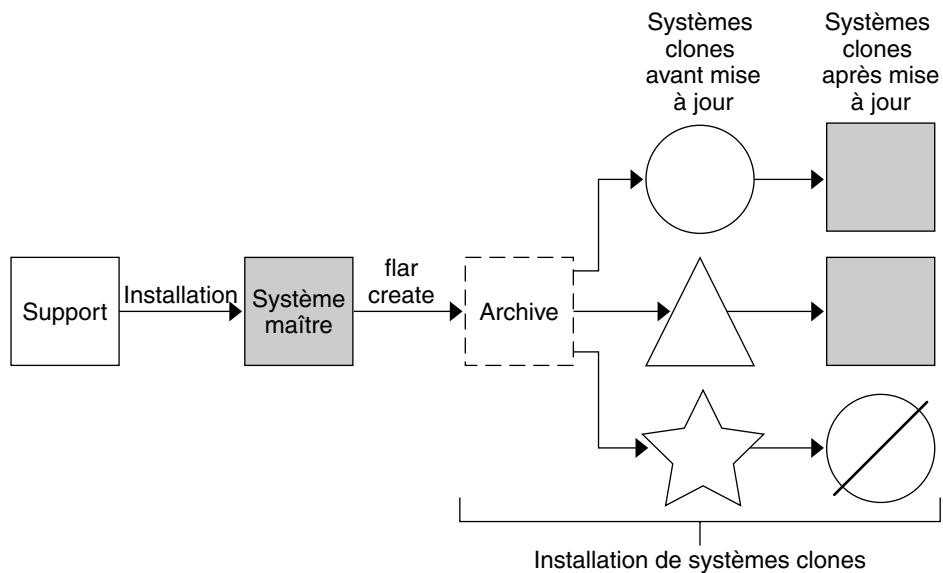 Systèmes
clones
avant mise
à jour
Systèmes
clones
après mise
à jour
Support
Installation
Système
maître
flar
create
Archive
Installation de systèmes clones